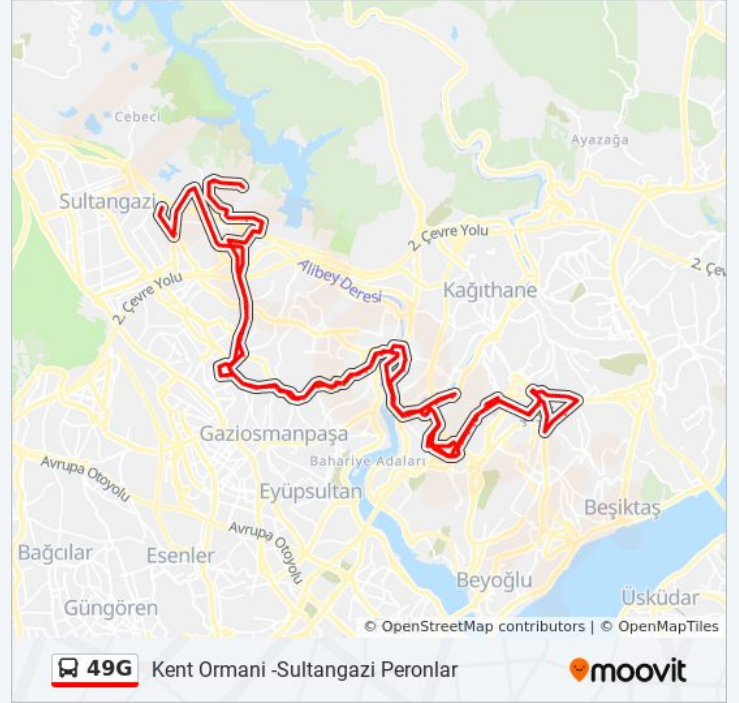 Cebeci
Ayazağa
Sultangazi
2. Çevre Yolu
2. Çev
Alibey Deresi
Kağıthane
2. Çevre Yolu
Gaziosmanpaşa
Bahariye Adaları
Avrupa Otoyolu
Eyüpsultan
Beşiktaş
Avrupa Otoyolu
Bağcılar
Esenler
Beyoğlu
Güngören
Üsküdar
© OpenStreetMap contributors | © OpenMapTiles
49G Kent Ormani -Sultangazi Peronlar
moovit